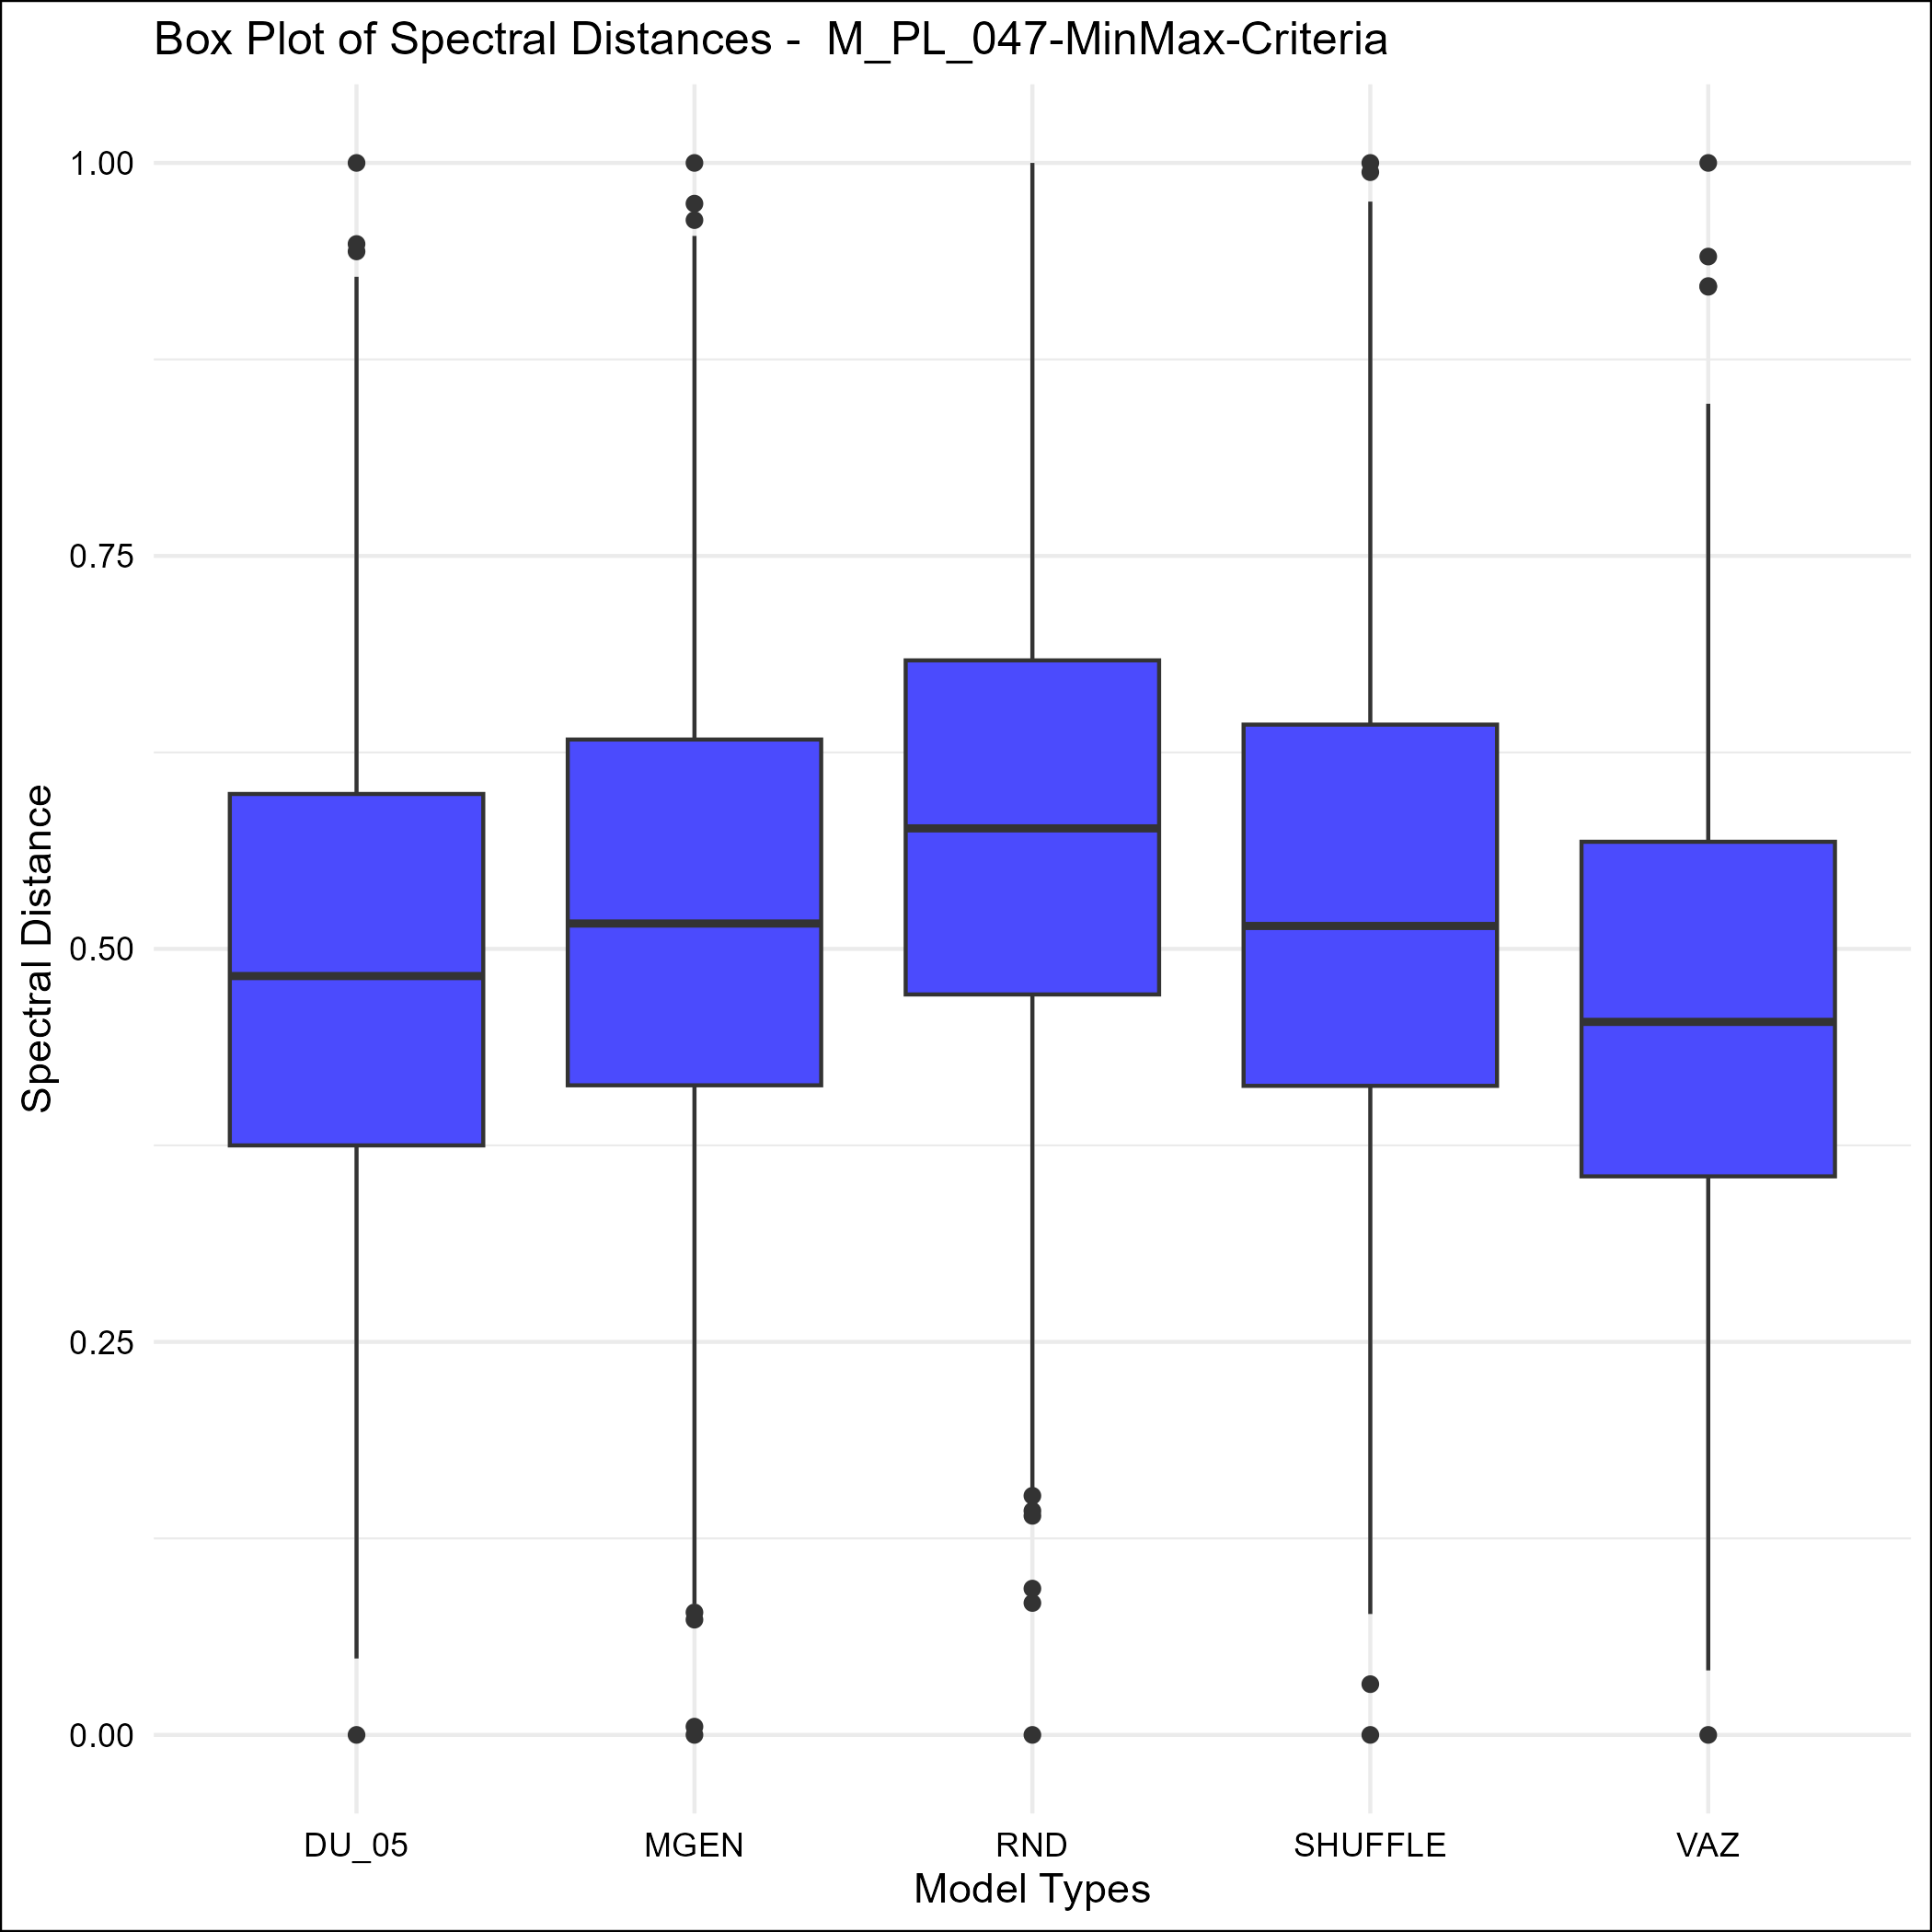 Box Plot of Spectral Distances -  M_PL_047-MinMax-Criteria
1.00
0.75
0.50
0.25
0.00
Spectral Distance
DU_05 MGEN RND SHUFFLE VAZ
Model Types